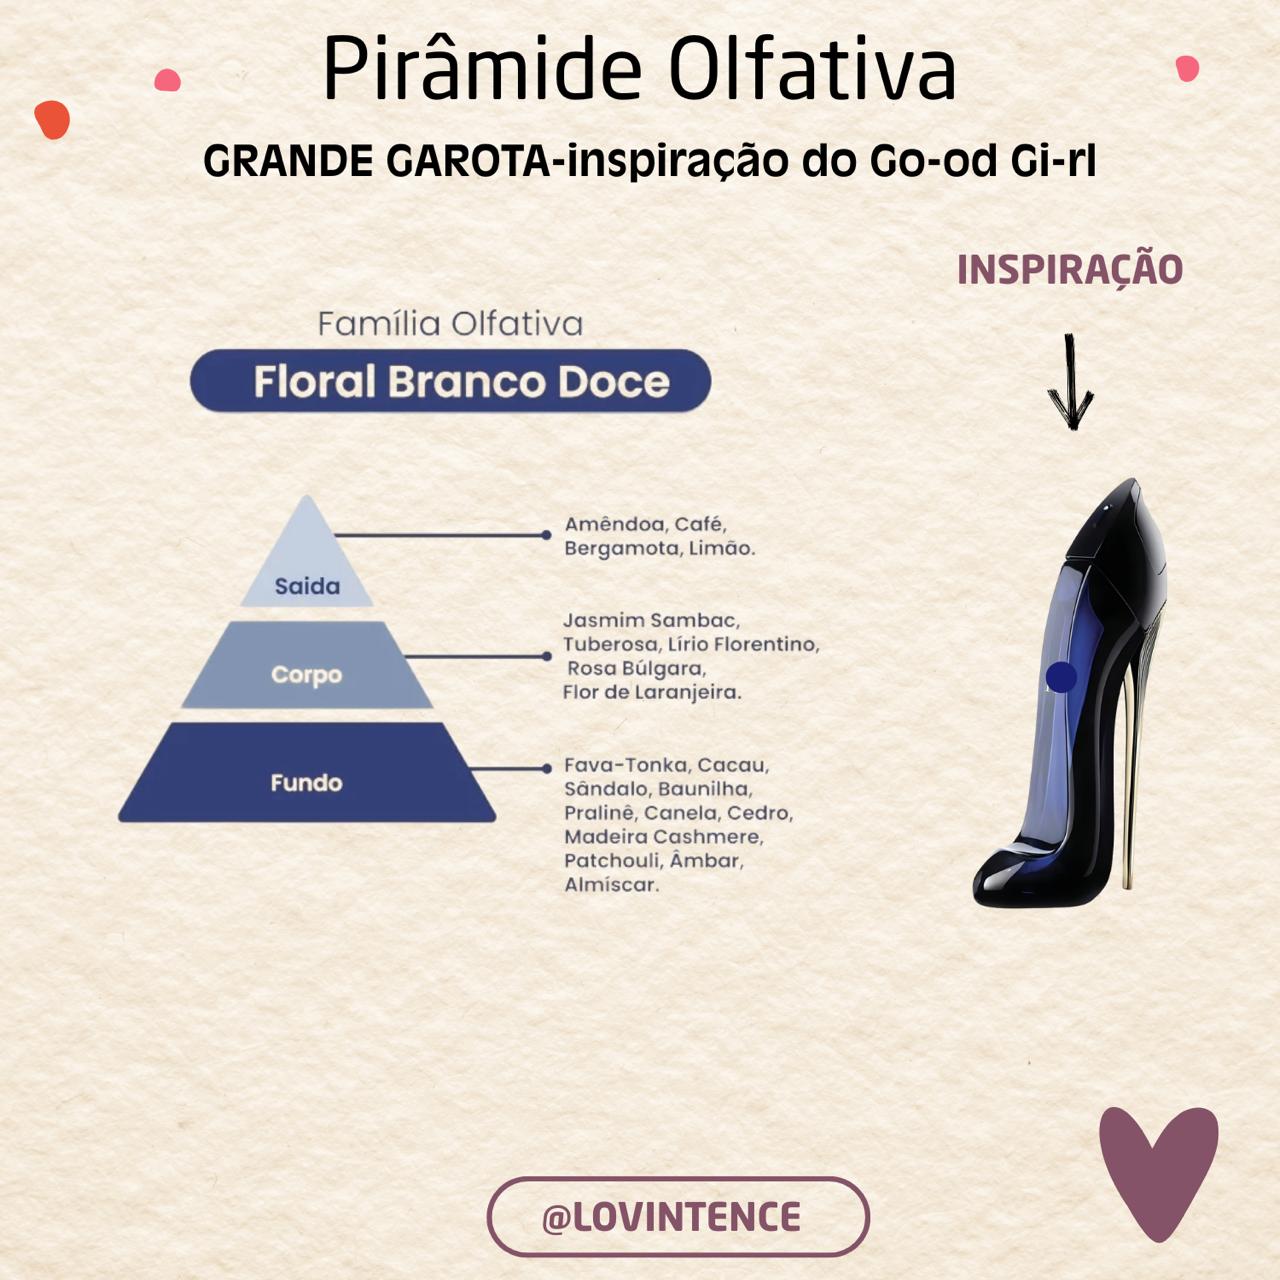 Pirâmide Olfativa
GRANDE GAROTA-inspiração do Go-od Gi-rl
INSPIRAÇÃO
Família Olfativa
Floral Branco Doce
Saida
Amêndoa, Café,
Bergamota, Limão.
Corpo
Jasmim Sambac,
Tuberosa, Lírio Florentino,
Rosa Búlgara,
Flor de Laranjeira.
Fundo
Fava-Tonka, Cacau,
Sândalo, Baunilha,
Pralinê, Canela, Cedro,
Madeira Cashmere,
Patchouli, Âmbar,
Almíscar.
@LOVINTENCE